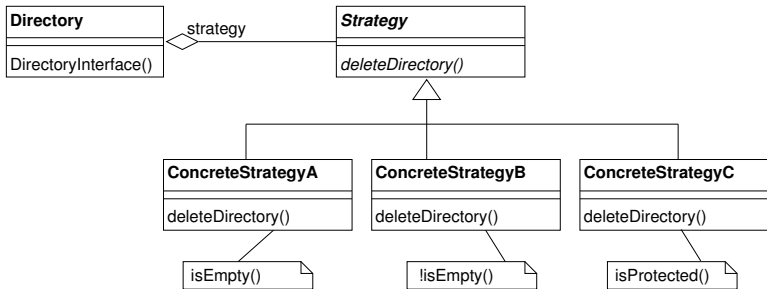 Directory
DirectoryInterface()
strategy
Strategy
deleteDirectory()
ConcreteStrategyA
deleteDirectory()
ConcreteStrategyB
deleteDirectory()
ConcreteStrategyC
deleteDirectory()
isEmpty()
!isEmpty()
isProtected()